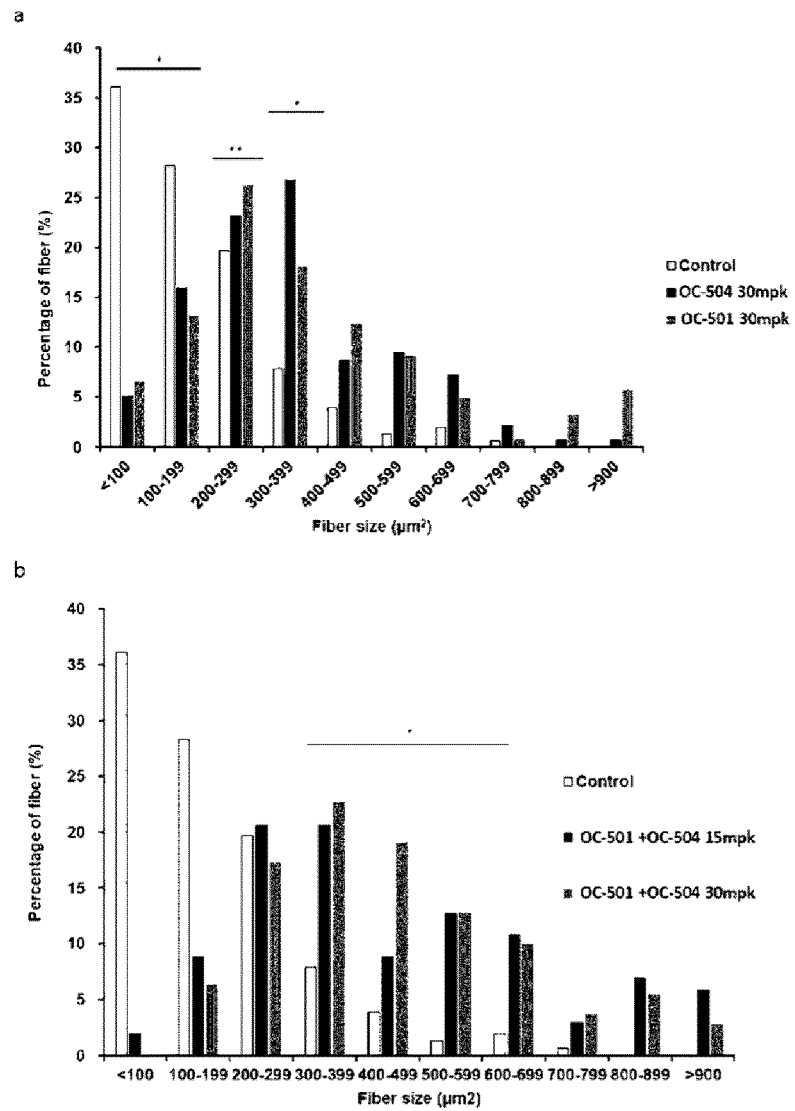 a
40
35
30
25
20
15
10
5
0
Percentage of fiber (%)
*
**
*
Control
OC-504 30mpk
OC-501 30mpk
<100
100-199
200-299
300-399
400-499
500-599
600-699
700-799
800-899
>900
Fiber size (µm²)
b
40
35
30
25
20
15
10
5
0
Percentage of fiber (%)
*
Control
OC-501 +OC-504 15mpk
OC-501 +OC-504 30mpk
<100 100-199 200-299 300-399 400-499 500-599 600-699 700-799 800-899 >900
Fiber size (µm2)